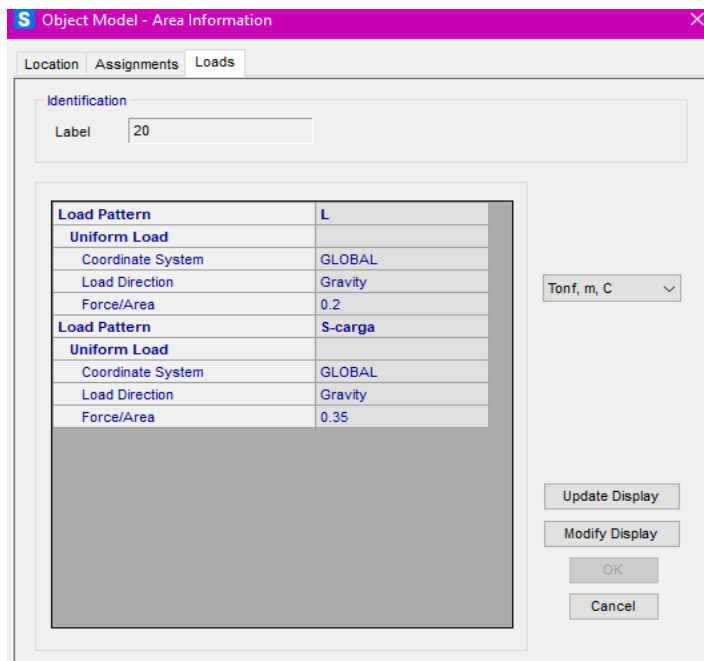 S Object Model - Area Information
Location Assignments Loads
Identification
Label 20
Load Pattern L
Uniform Load
Coordinate System GLOBAL
Load Direction Gravity
Force/Area 0.2
Load Pattern S-carga
Uniform Load
Coordinate System GLOBAL
Load Direction Gravity
Force/Area 0.35
Tonf, m, C
Update Display
Modify Display
OK
Cancel